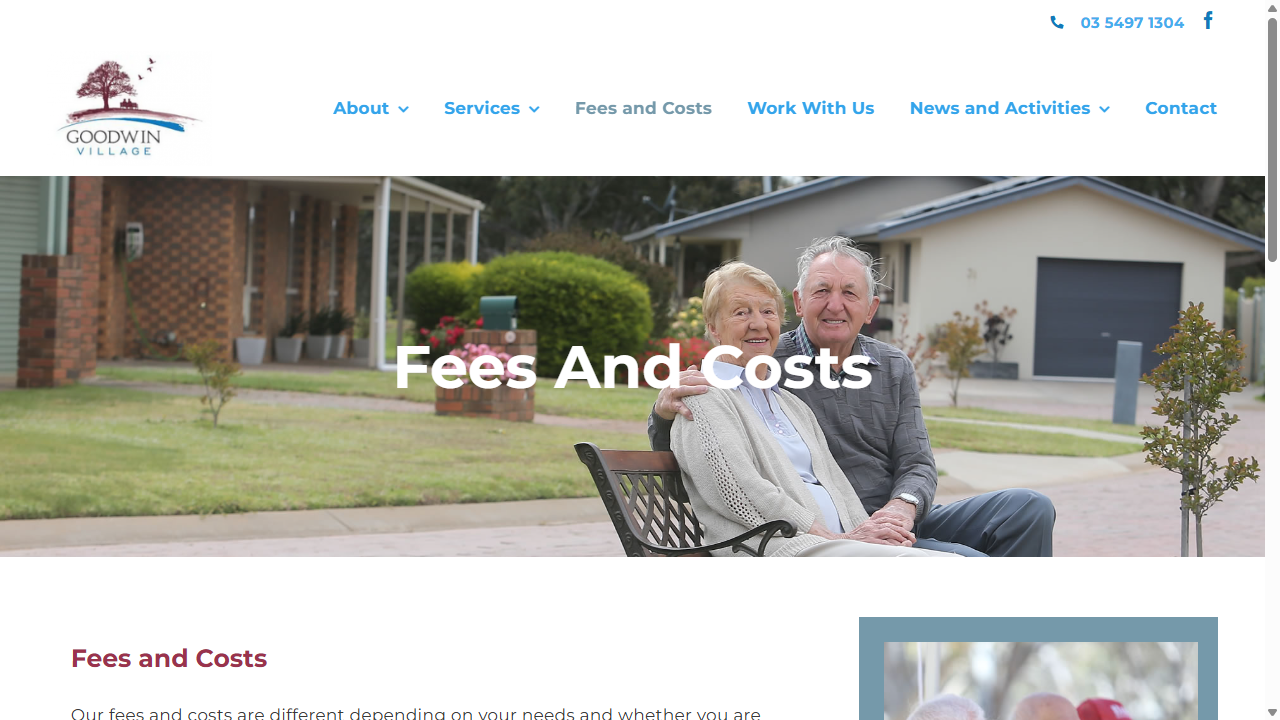 03 5497 1304
GOODWIN
VILLAGE
About
Services
Fees and Costs
Work With Us
News and Activities
Contact
Fees And Costs
Fees and Costs
Our fees and costs are different depending on your needs and whether you are